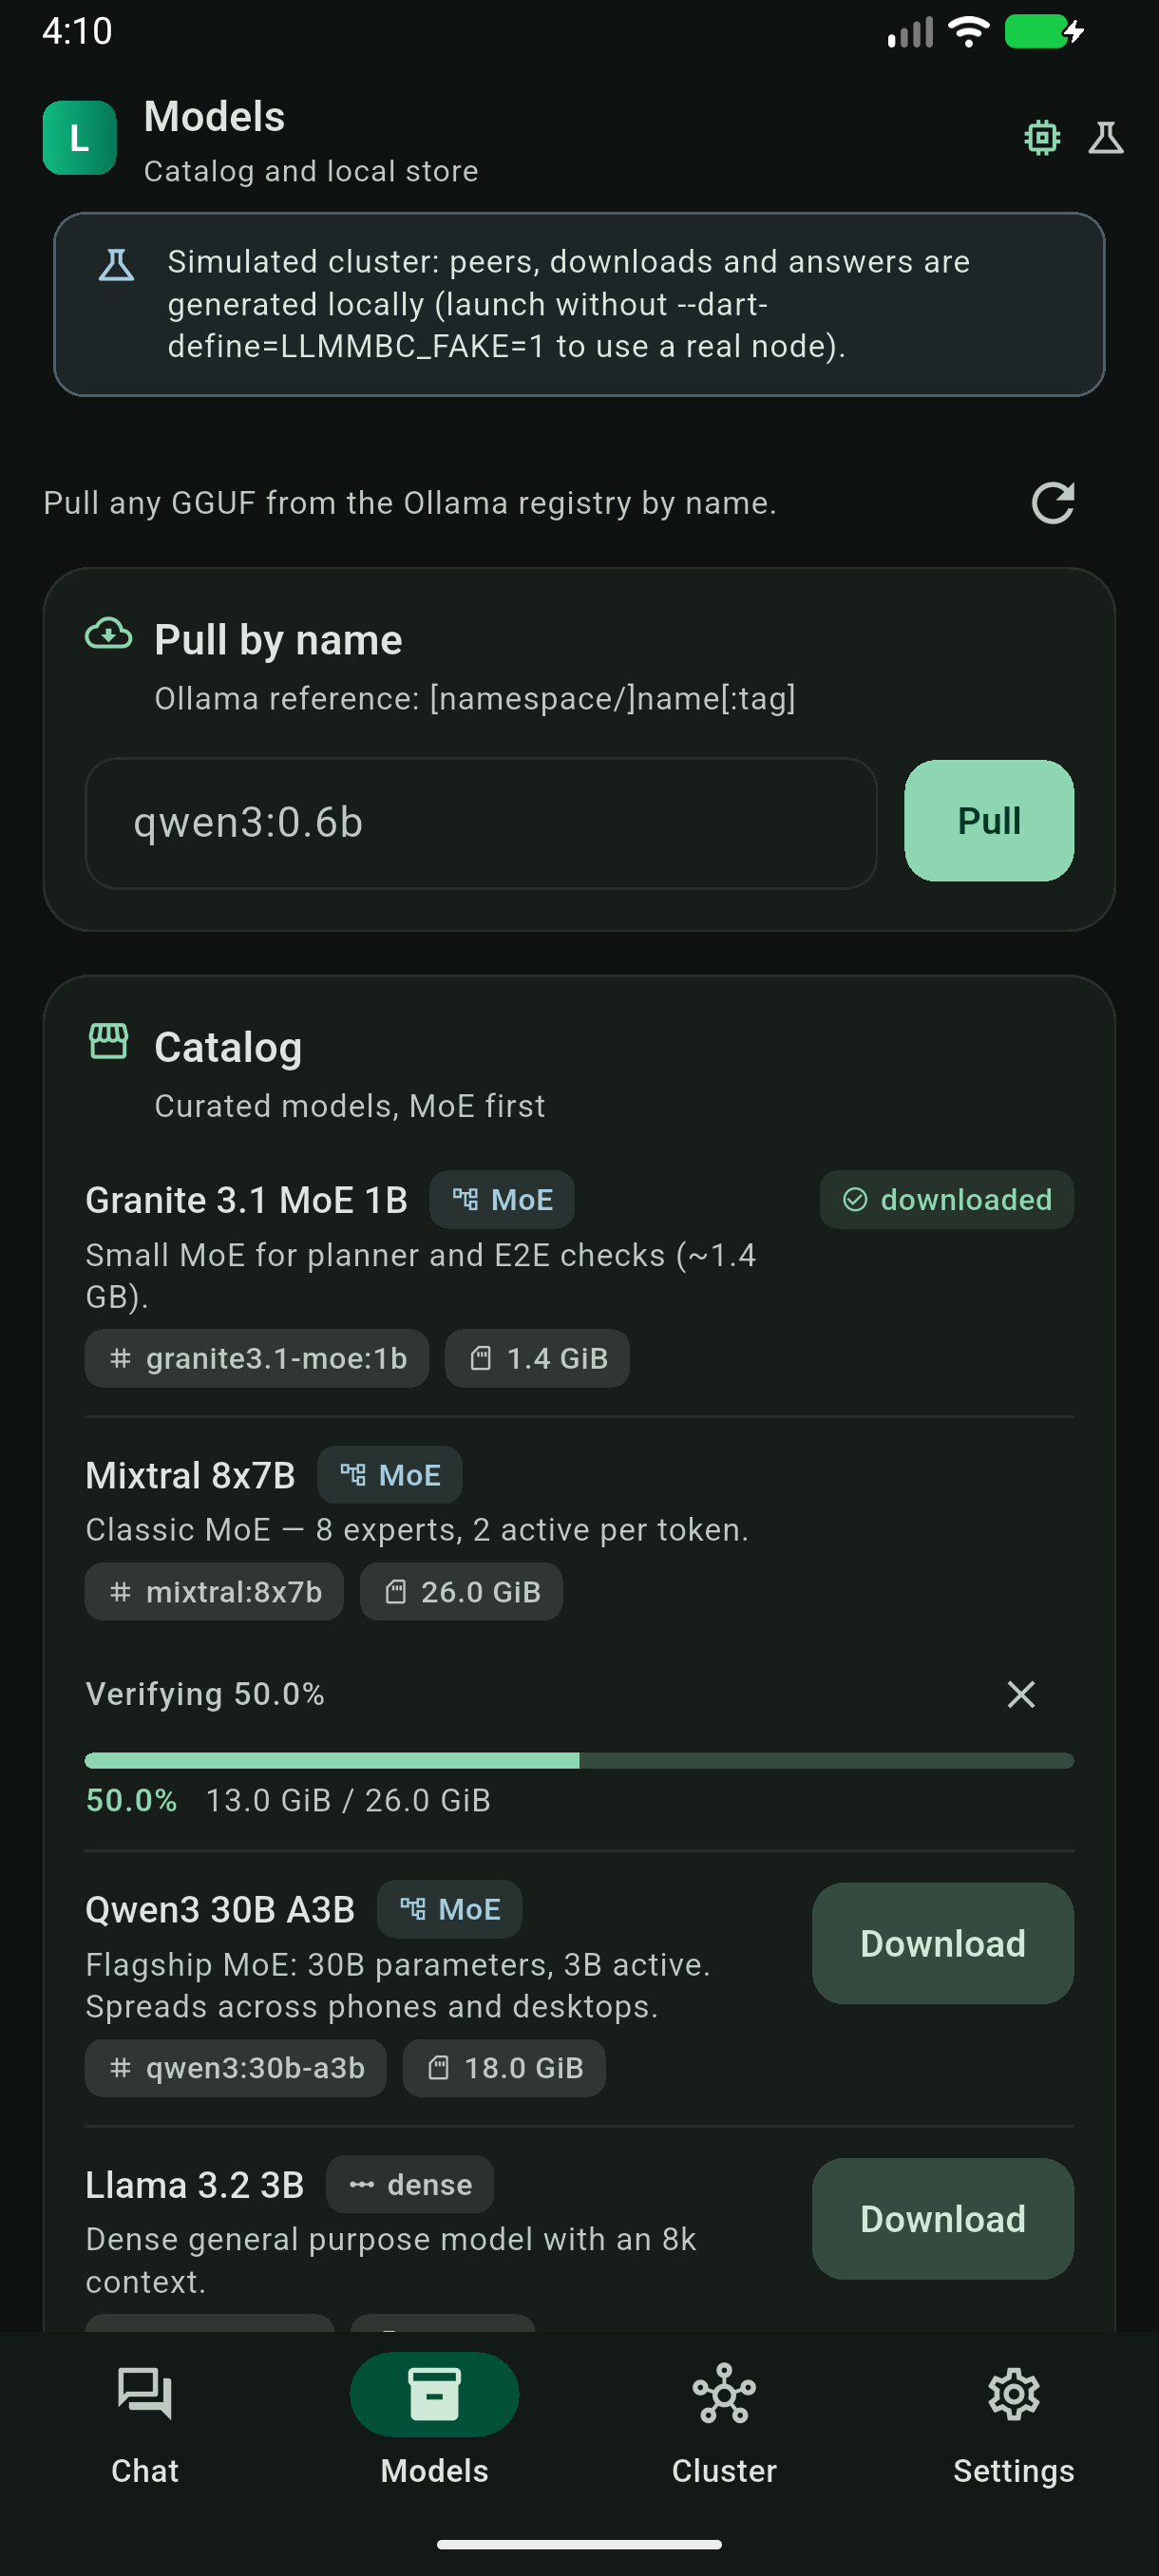 4:10
L
Models
Catalog and local store
Simulated cluster: peers, downloads and answers are
generated locally (launch without --dart-
define=LLMMBC_FAKE=1 to use a real node).
Pull any GGUF from the Ollama registry by name.
Pull by name
Ollama reference: [namespace/]name[:tag]
qwen3:0.6b
Pull
Catalog
Curated models, MoE first
Granite 3.1 MoE 1B
MoE
downloaded
Small MoE for planner and E2E checks (~1.4
GB).
granite3.1-moe:1b
1.4 GiB
Mixtral 8x7B
MoE
Classic MoE — 8 experts, 2 active per token.
mixtral:8x7b
26.0 GiB
Verifying 50.0%
50.0% 13.0 GiB / 26.0 GiB
Qwen3 30B A3B
MoE
Download
Flagship MoE: 30B parameters, 3B active.
Spreads across phones and desktops.
qwen3:30b-a3b
18.0 GiB
Llama 3.2 3B
dense
Download
Dense general purpose model with an 8k
context.
Chat
Models
Cluster
Settings